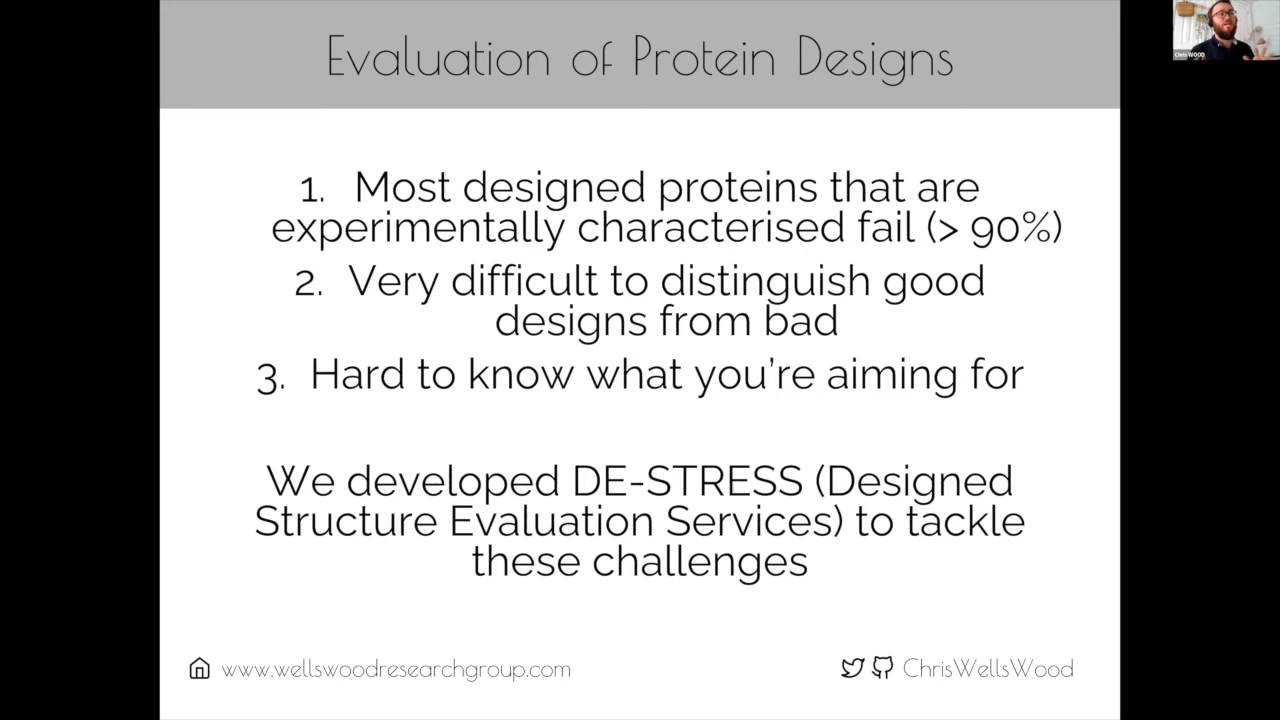 Evaluation of Protein Designs
Chris WOOD
1. Most designed proteins that are
experimentally characterised fail (> 90%)
2. Very difficult to distinguish good
designs from bad
3. Hard to know what you're aiming for
We developed DE-STRESS (Designed
Structure Evaluation Services) to tackle
these challenges
www.wellswoodresearchgroup.com
ChrisWellsWood